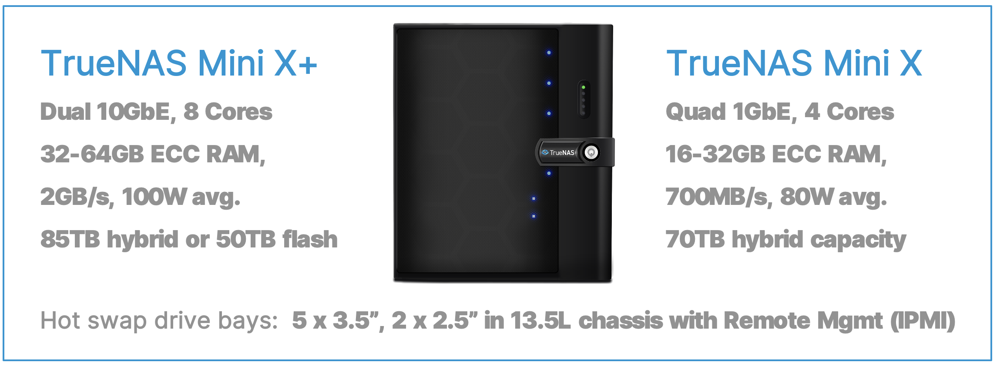 TrueNAS Mini X+
Dual 10GbE, 8 Cores
32-64GB ECC RAM,
2GB/s, 100W avg.
85TB hybrid or 50TB flash
TrueNAS
TrueNAS Mini X
Quad 1GbE, 4 Cores
16-32GB ECC RAM,
700MB/s, 80W avg.
70TB hybrid capacity
Hot swap drive bays: 5 x 3.5”, 2 x 2.5” in 13.5L chassis with Remote Mgmt (IPMI)